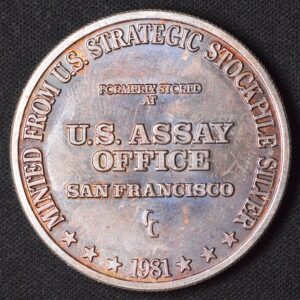 MINTED FROM U.S. STRATEGIC STOCKPILE SILVER
FORMERLY STORED
AT
U.S. ASSAY
OFFICE
SAN FRANCISCO
CC
1981